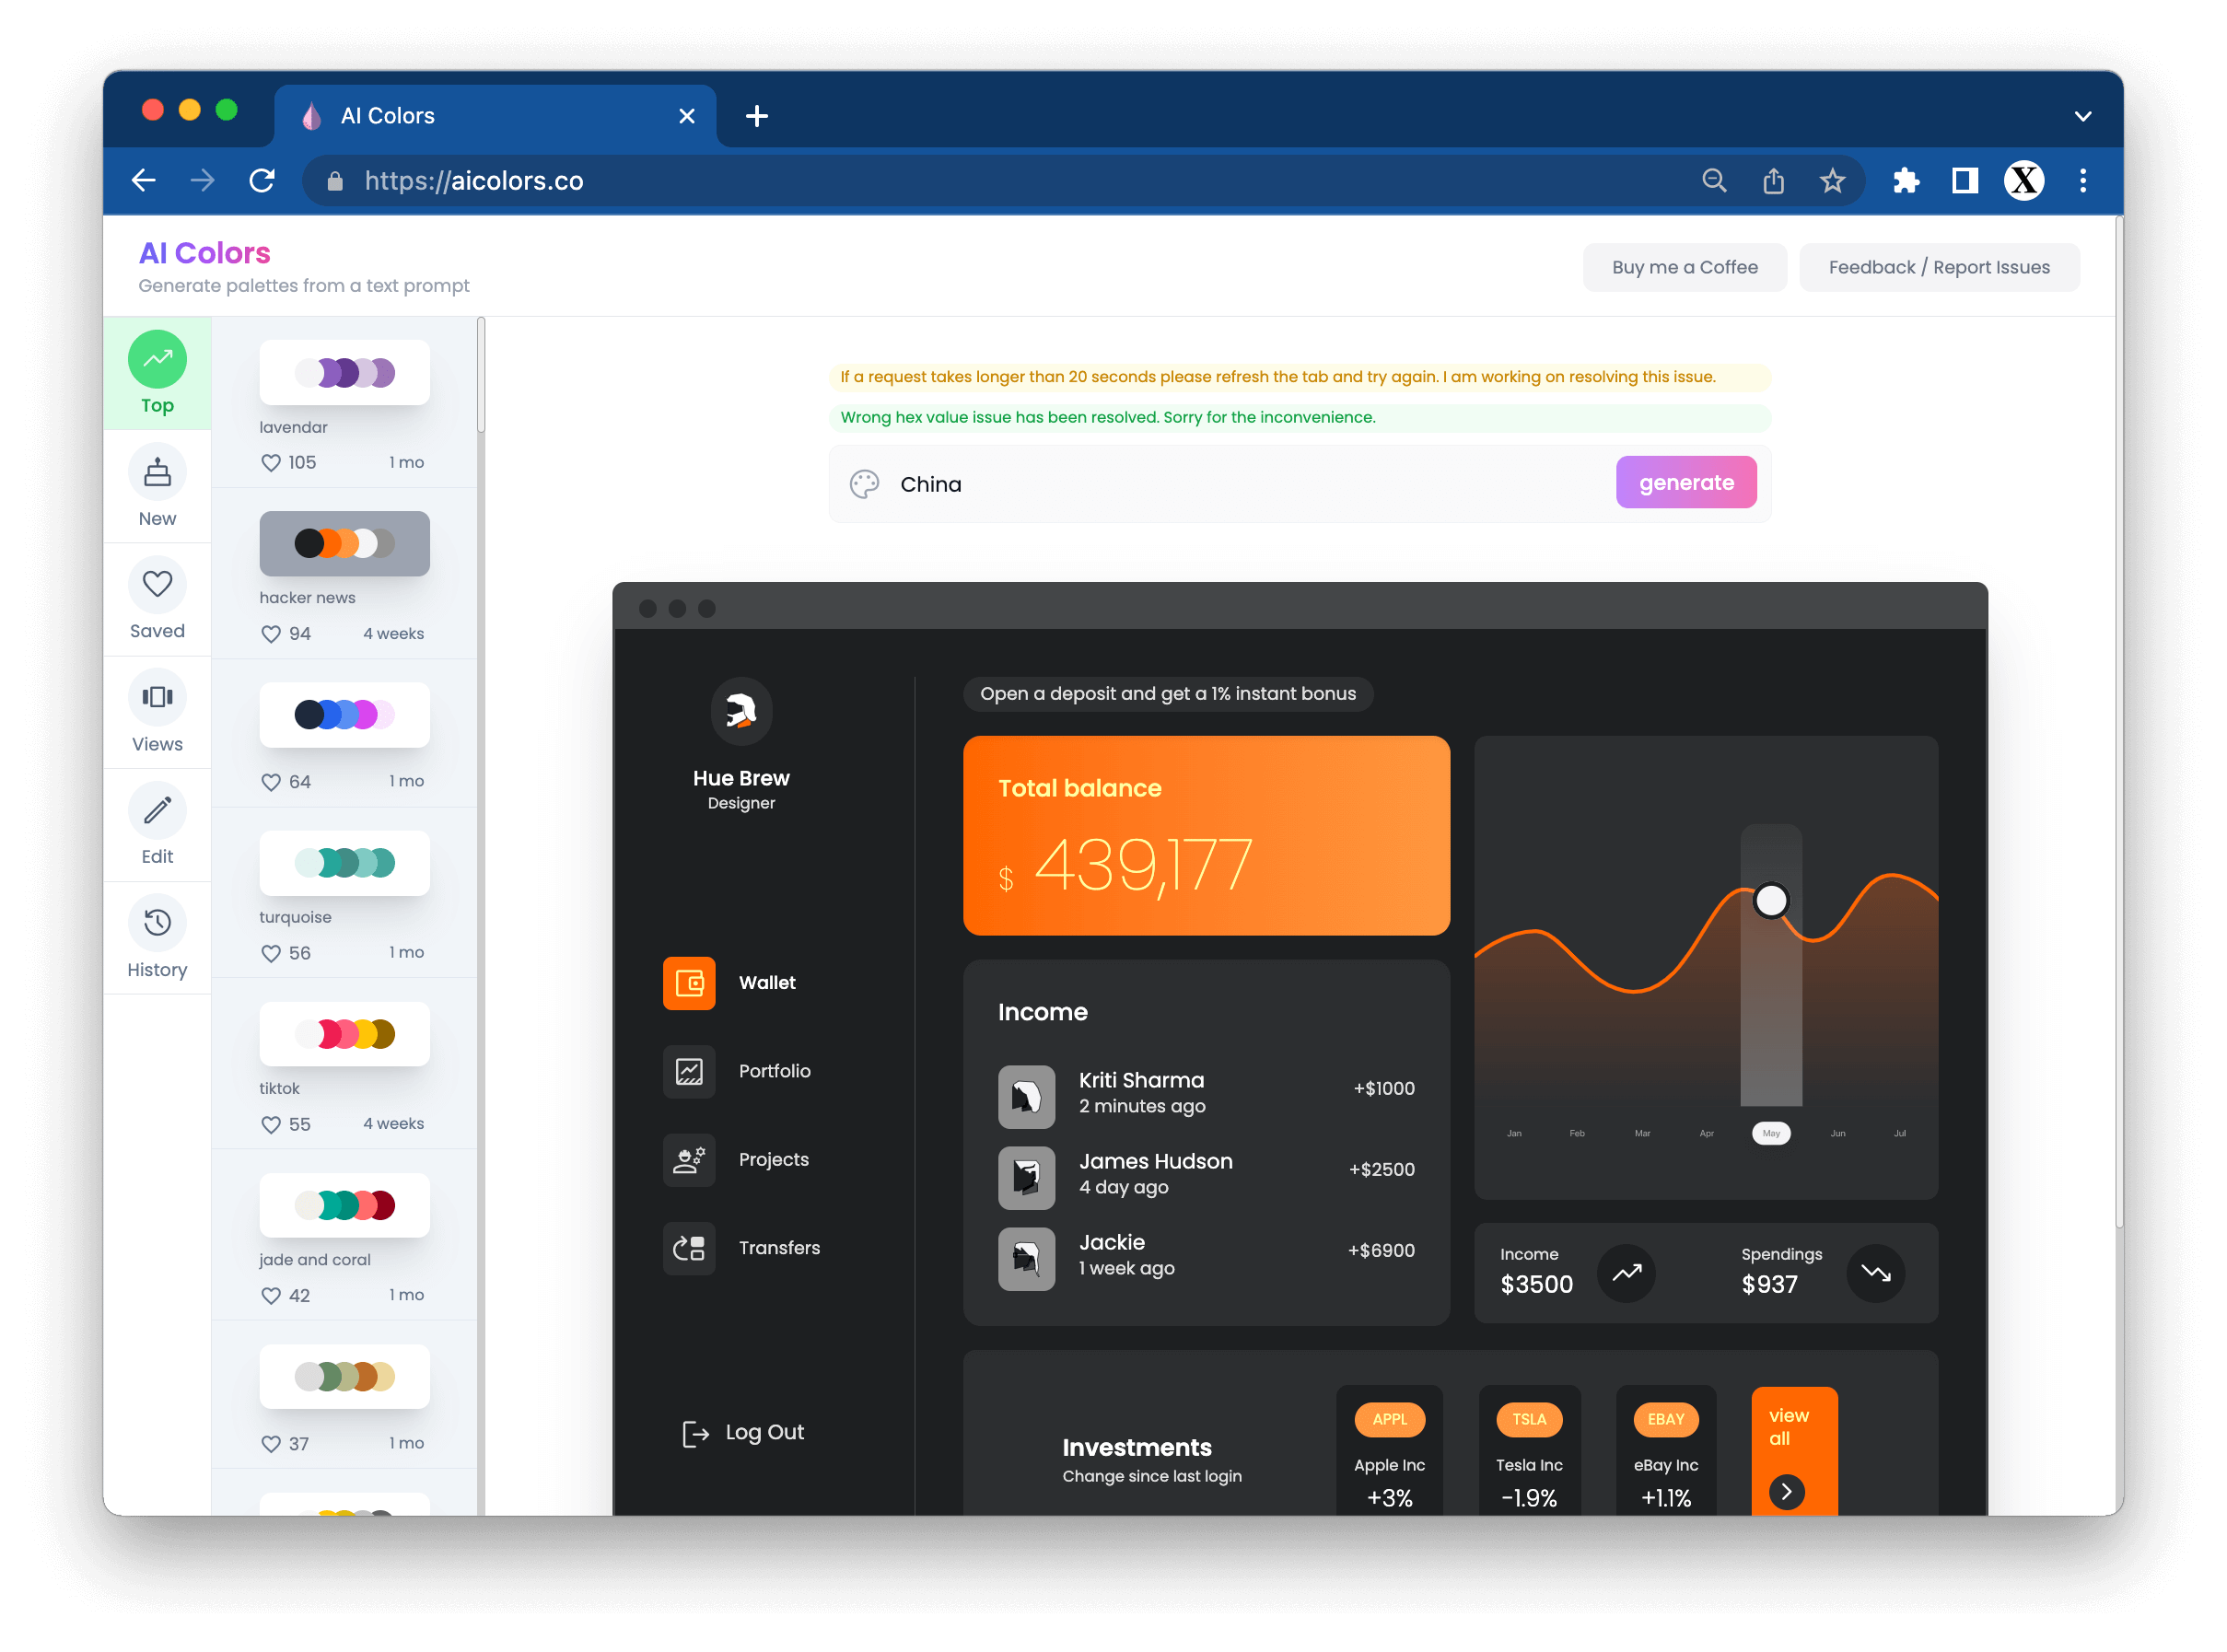 AI Colors
https://aicolors.co
X
AI Colors
Generate palettes from a text prompt
Buy me a Coffee
Feedback / Report Issues
Top
New
Saved
Views
Edit
History
lavendar
105 1 mo
hacker news
94 4 weeks
64 1 mo
turquoise
56 1 mo
tiktok
55 4 weeks
jade and coral
42 1 mo
37 1 mo
If a request takes longer than 20 seconds please refresh the tab and try again. I am working on resolving this issue.
Wrong hex value issue has been resolved. Sorry for the inconvenience.
China
generate
Hue Brew
Designer
Wallet
Portfolio
Projects
Transfers
Log Out
Open a deposit and get a 1% instant bonus
Total balance
$ 439,177
Income
Kriti Sharma
2 minutes ago
+$1000
James Hudson
4 day ago
+$2500
Jackie
1 week ago
+$6900
Jan Feb Mar Apr May Jun Jul
Income
$3500
Spendings
$937
Investments
Change since last login
APPL
Apple Inc
+3%
TSLA
Tesla Inc
-1.9%
EBAY
eBay Inc
+1.1%
view
all